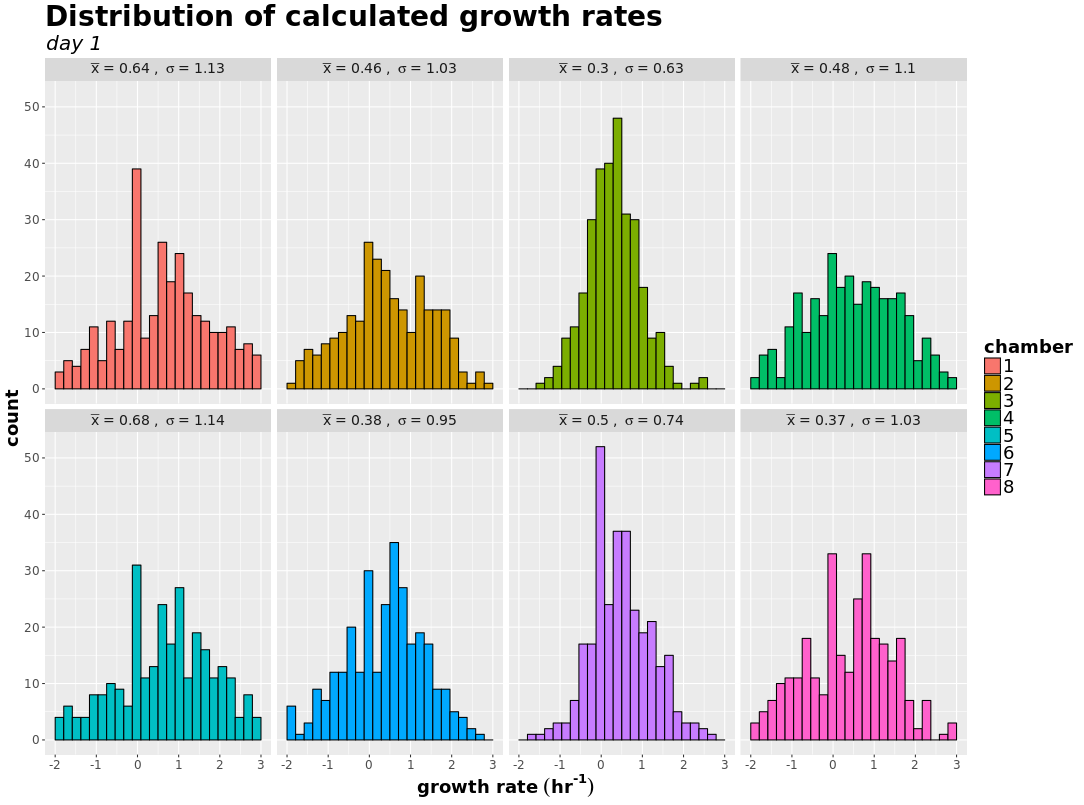 Distribution of calculated growth rates
day 1
x̅ = 0.64 , σ = 1.13
x̅ = 0.46 , σ = 1.03
x̅ = 0.3 , σ = 0.63
x̅ = 0.48 , σ = 1.1
50
40
30
20
10
0
x̅ = 0.68 , σ = 1.14
x̅ = 0.38 , σ = 0.95
x̅ = 0.5 , σ = 0.74
x̅ = 0.37 , σ = 1.03
50
40
30
20
10
0
-2 -1 0 1 2 3
-2 -1 0 1 2 3
-2 -1 0 1 2 3
-2 -1 0 1 2 3
count
growth rate (hr⁻¹)
chamber
1
2
3
4
5
6
7
8